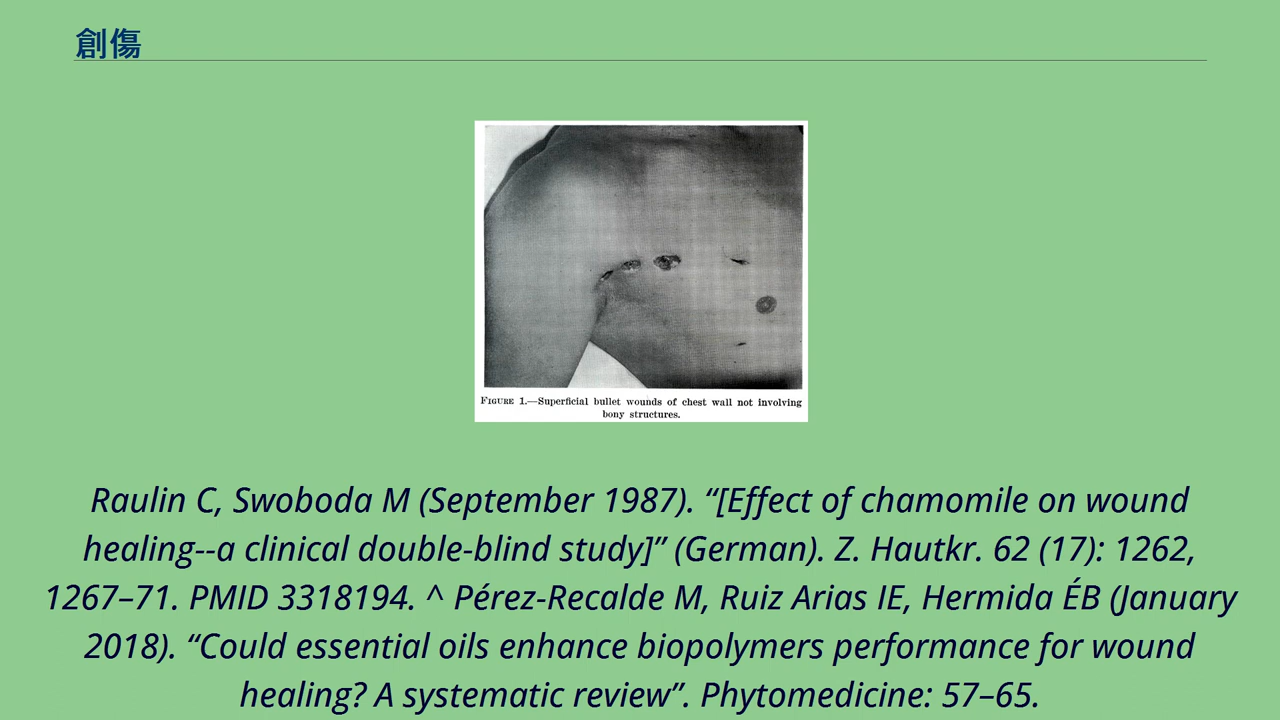 創傷
FIGURE 1.—Superficial bullet wounds of chest wall not involving
bony structures.
Raulin C, Swoboda M (September 1987). “[Effect of chamomile on wound
healing--a clinical double-blind study]” (German). Z. Hautkr. 62 (17): 1262,
1267–71. PMID 3318194. ^ Pérez-Recalde M, Ruiz Arias IE, Hermida ÉB (January
2018). “Could essential oils enhance biopolymers performance for wound
healing? A systematic review”. Phytomedicine: 57–65.